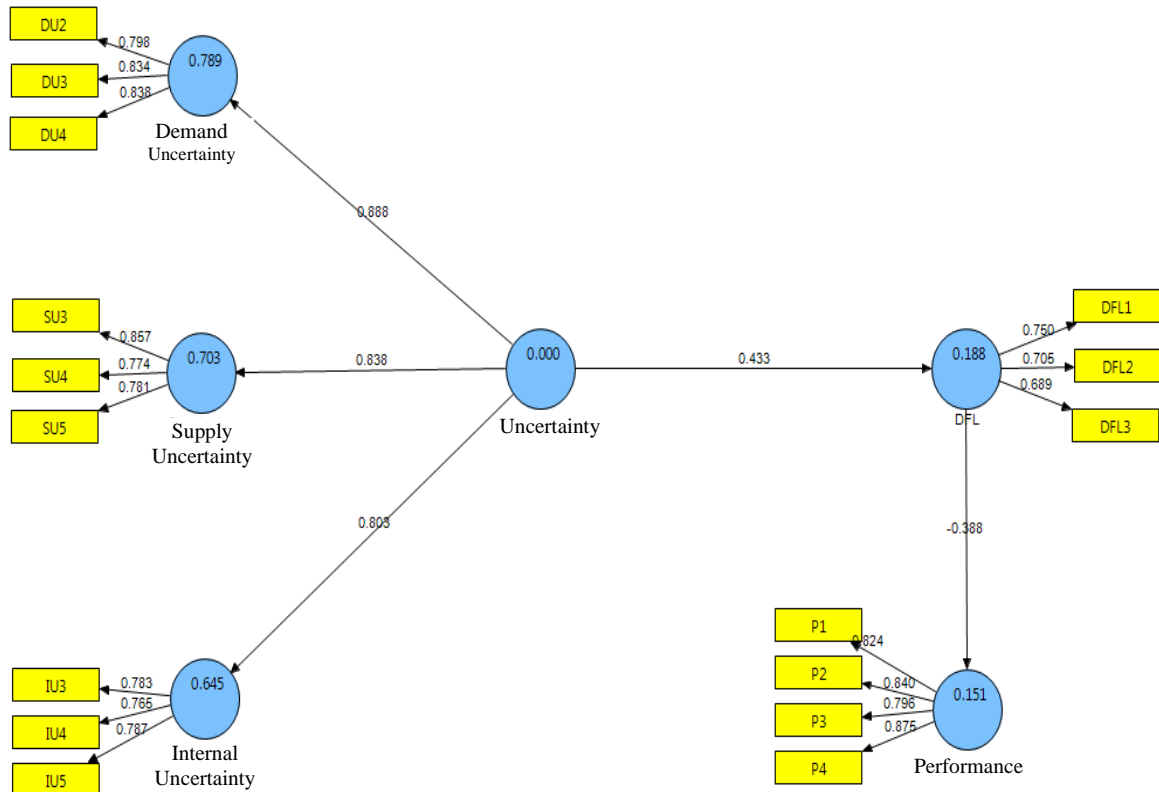 DU2
0.798
0.789
DU3
0.834
0.838
DU4
Demand
Uncertainty
0.888
SU3
0.857
0.703
SU4
0.774
0.781
SU5
Supply
Uncertainty
0.838
0.000
Uncertainty
0.433
0.188
DFL
DFL1
0.750
DFL2
0.705
0.689
DFL3
0.803
-0.388
IU3
0.783
0.645
IU4
0.765
0.787
IU5
Internal
Uncertainty
P1
0.824
P2
0.840
0.151
P3
0.796
0.875
P4
Performance